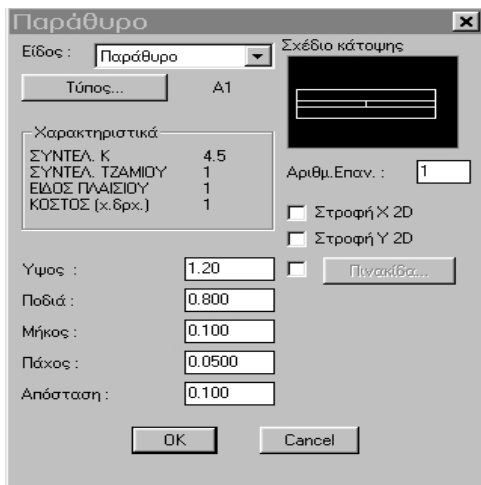 Παράθυρο
Είδος : Παράθυρο
Σχέδιο κάτοψης
Τύπος... A1
Χαρακτηριστικά
ΣΥΝΤΕΛ. Κ 4.5
ΣΥΝΤΕΛ. ΤΖΑΜΙΟΥ 1
ΕΙΔΟΣ ΠΛΑΙΣΙΟΥ 1
ΚΟΣΤΟΣ (χ.δρχ.) 1
Αριθμ.Επαν. : 1
Στροφή X 2D
Στροφή Y 2D
Πινακίδα...
Υψος : 1.20
Ποδιά : 0.800
Μήκος : 0.100
Πάχος : 0.0500
Απόσταση : 0.100
OK Cancel